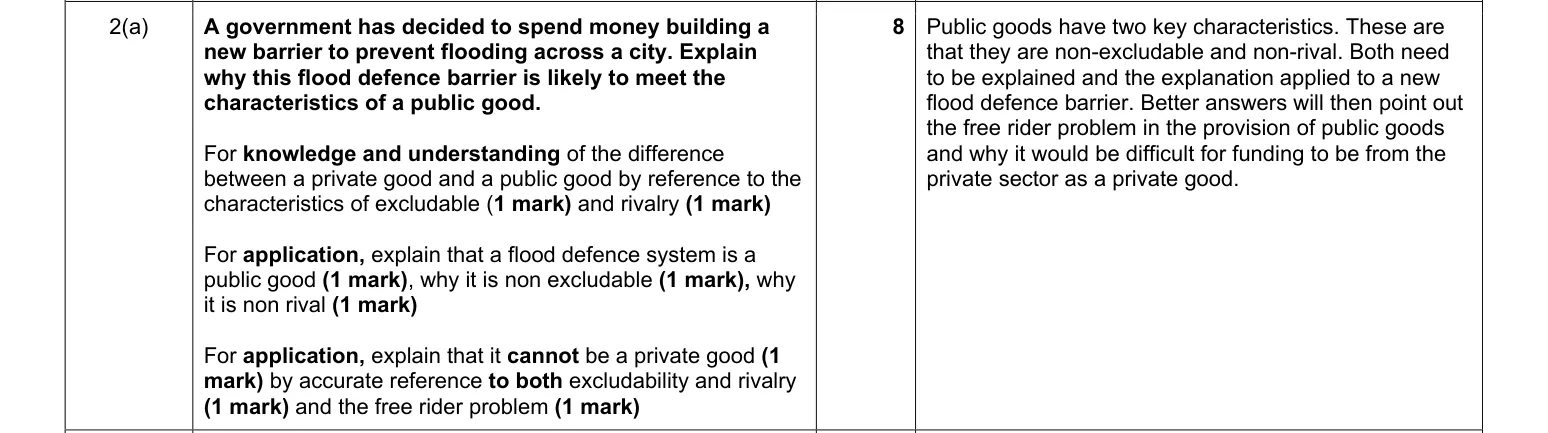 2(a)
A government has decided to spend money building a
new barrier to prevent flooding across a city. Explain
why this flood defence barrier is likely to meet the
characteristics of a public good.
For knowledge and understanding of the difference
between a private good and a public good by reference to the
characteristics of excludable (1 mark) and rivalry (1 mark)
For application, explain that a flood defence system is a
public good (1 mark), why it is non excludable (1 mark), why
it is non rival (1 mark)
For application, explain that it cannot be a private good (1
mark) by accurate reference to both excludability and rivalry
(1 mark) and the free rider problem (1 mark)
8
Public goods have two key characteristics. These are
that they are non-excludable and non-rival. Both need
to be explained and the explanation applied to a new
flood defence barrier. Better answers will then point out
the free rider problem in the provision of public goods
and why it would be difficult for funding to be from the
private sector as a private good.